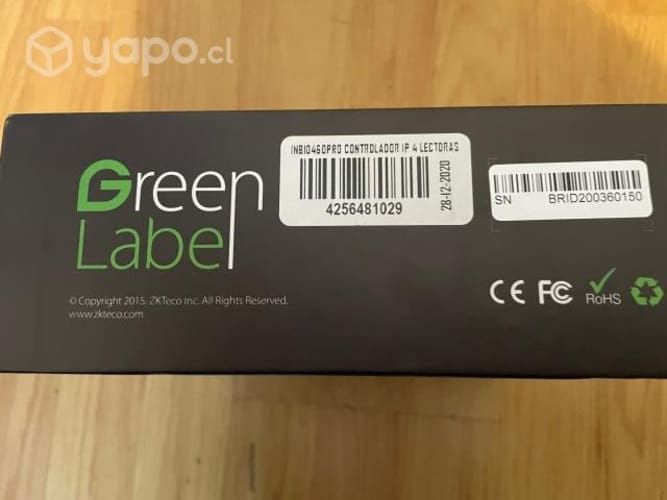 yapo.cl
Green
Label
© Copyright 2015. ZKTeco Inc. All Rights Reserved.
www.zkteco.com
INBIO460PRO CONTROLADOR IP 4 LECTORAS
4256481029
28-12-2020
SN BRID200360150
CE FC RoHS